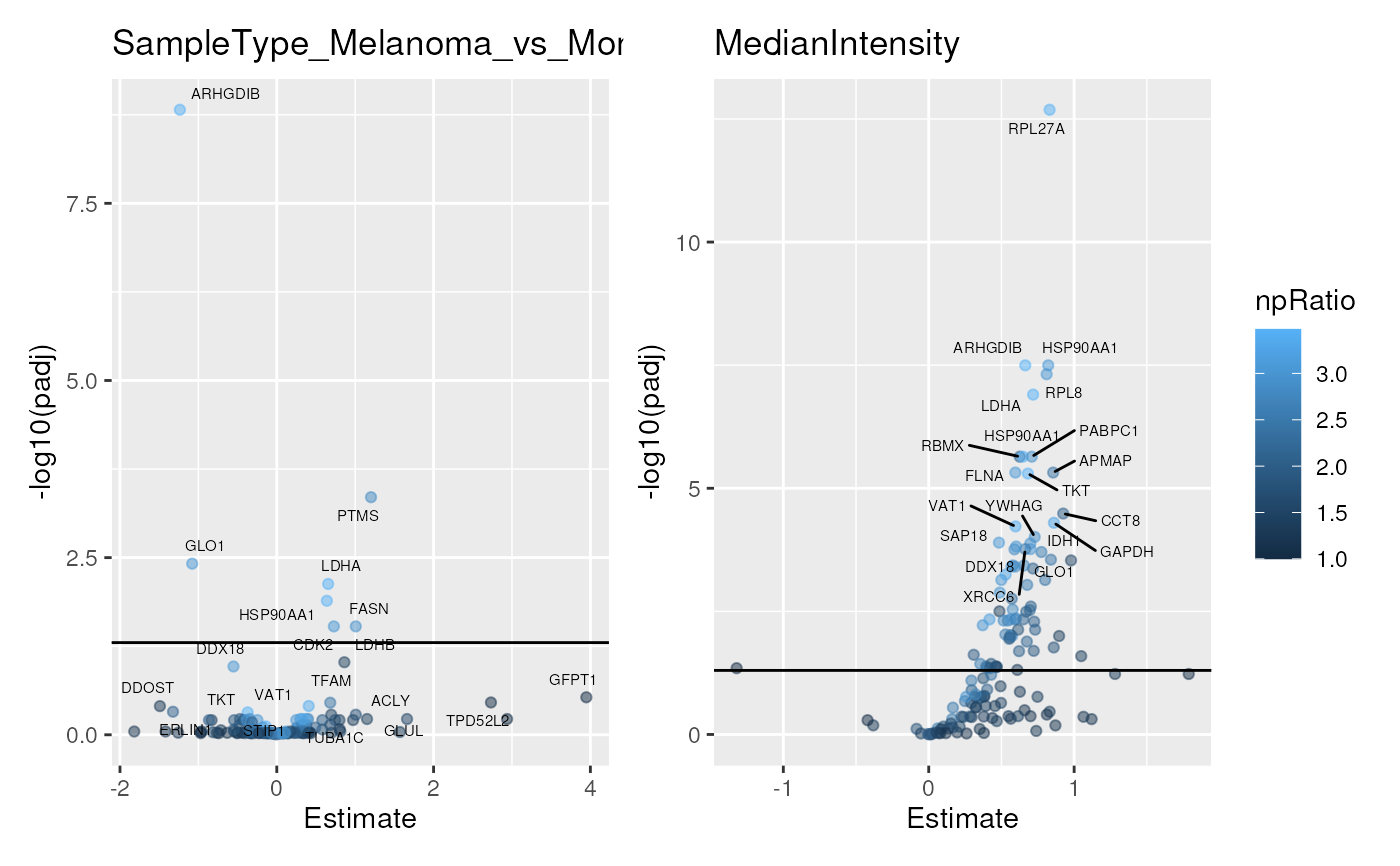 SampleType_Melanoma_vs_Mor
MedianIntensity
ARHGDIB
PTMS
GLO1
LDHA
HSP90AA1
FASN
CDK2
LDHB
DDX18
TFAM
DDOST
TKT
VAT1
ACLY
GFPT1
TPD52L2
ERLIN1
STIP1
TUBA1C
GLUL
7.5
5.0
2.5
0.0
-2
0
2
4
-log10(padj)
Estimate
RPL27A
ARHGDIB
HSP90AA1
RPL8
LDHA
PABPC1
HSP90AA1
RBMX
APMAP
FLNA
TKT
VAT1
YWHAG
CCT8
SAP18
IDH1
GAPDH
DDX18
GLO1
XRCC6
10
5
0
-1
0
1
-log10(padj)
Estimate
npRatio
3.0
2.5
2.0
1.5
1.0